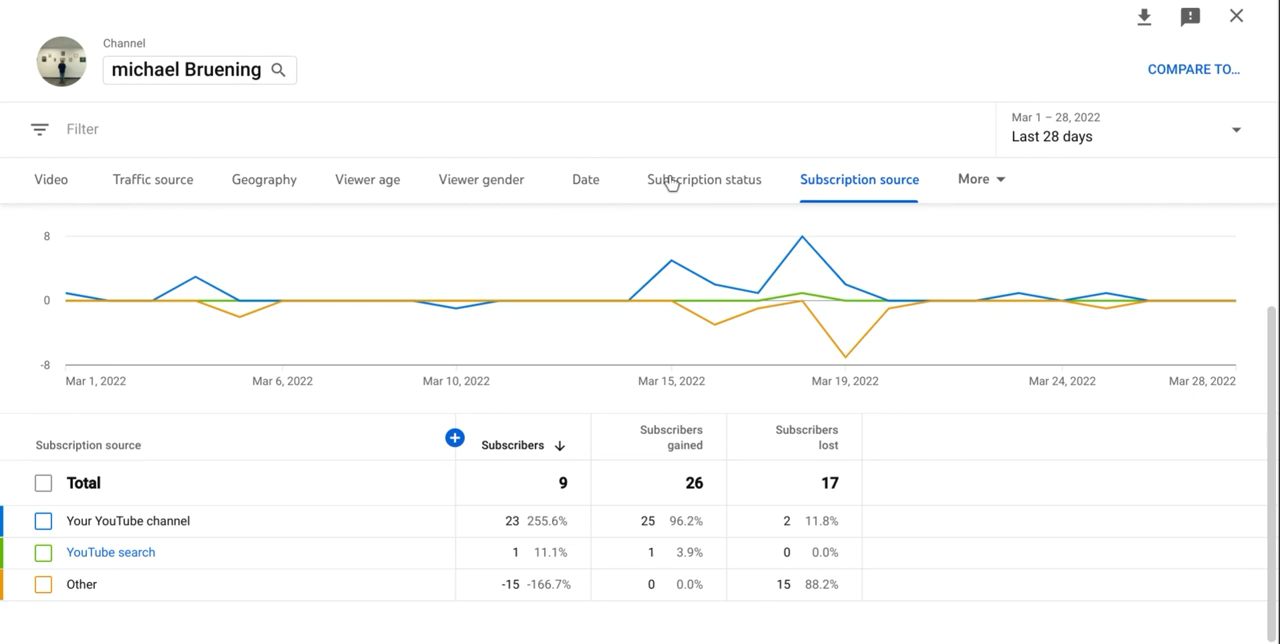 Channel
michael Bruening
COMPARE TO...
Filter
Mar 1 – 28, 2022
Last 28 days
Video Traffic source Geography Viewer age Viewer gender Date Subscription status Subscription source More
8
0
-8
Mar 1, 2022 Mar 6, 2022 Mar 10, 2022 Mar 15, 2022 Mar 19, 2022 Mar 24, 2022 Mar 28, 2022
Subscription source Subscribers Subscribers gained Subscribers lost
Total 9 26 17
Your YouTube channel 23 255.6% 25 96.2% 2 11.8%
YouTube search 1 11.1% 1 3.9% 0 0.0%
Other -15 -166.7% 0 0.0% 15 88.2%